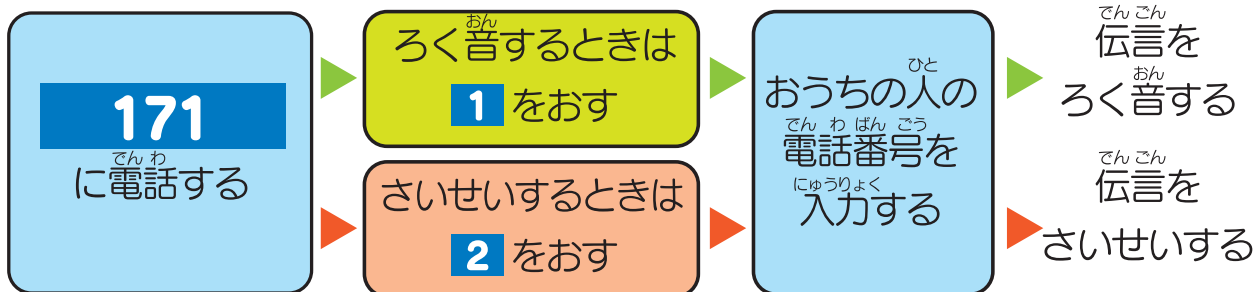 171
に電話する
ろく音するときは
1 をおす
さいせいするときは
2 をおす
おうちの人の
電話番号を
入力する
伝言を
ろく音する
伝言を
さいせいする